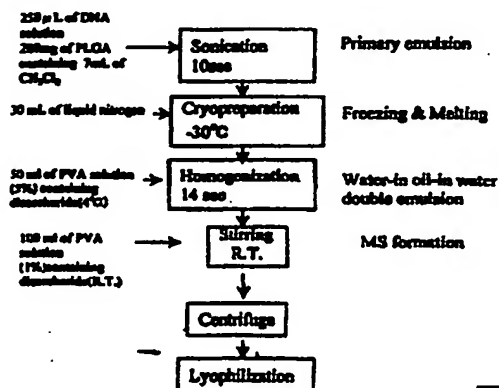 250 µL of DNA
solution
200mg of PLGA
containing 7mL of
CH₂Cl₂
Sonication
10sec
Primary emulsion
30 mL of liquid nitrogen
Cryopreparation
-30°C
Freezing & Melting
50 ml of PVA solution
(5%) containing
disaccharide(4°C)
Homogenization
14 sec
Water-in oil-in water
double emulsion
100 ml of PVA
solution
(1%)containing
disaccharide(R.T.)
Stirring
R.T.
MS formation
Centrifuge
Lyophilization